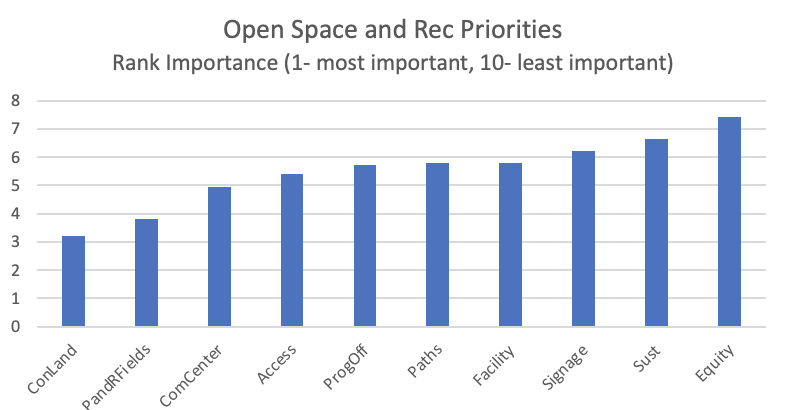 Open Space and Rec Priorities
Rank Importance (1- most important, 10- least important)
8
7
6
5
4
3
2
1
0
ConLand
PandRFields
ComCenter
Access
ProgOff
Paths
Facility
Signage
Sust
Equity